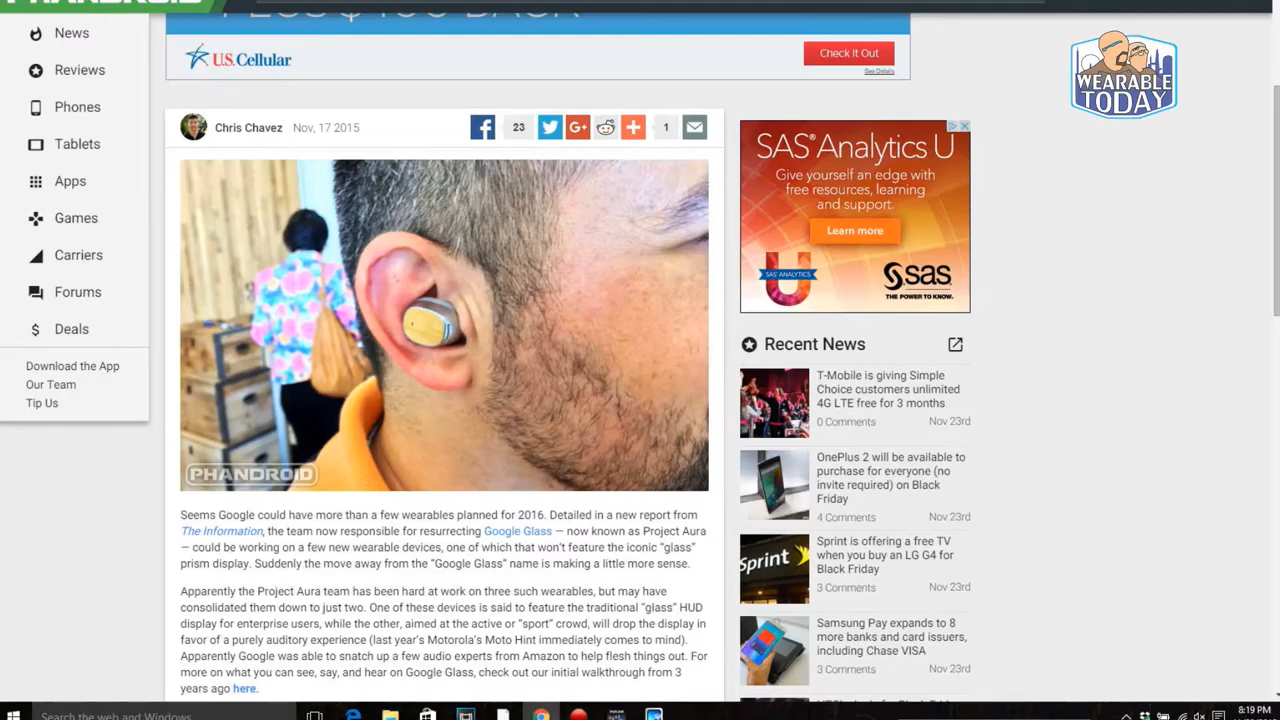 PHANDROID
PLUS $100 BACK
News
Reviews
Phones
Tablets
Apps
Games
Carriers
Forums
Deals
Download the App
Our Team
Tip Us
U.S. Cellular
Check It Out
See Details
WEARABLE
TODAY
Chris Chavez Nov, 17 2015
23
1
PHANDROID
Seems Google could have more than a few wearables planned for 2016. Detailed in a new report from
The Information, the team now responsible for resurrecting Google Glass — now known as Project Aura
— could be working on a few new wearable devices, one of which that won't feature the iconic "glass"
prism display. Suddenly the move away from the "Google Glass" name is making a little more sense.
Apparently the Project Aura team has been hard at work on three such wearables, but may have
consolidated them down to just two. One of these devices is said to feature the traditional "glass" HUD
display for enterprise users, while the other, aimed at the active or "sport" crowd, will drop the display in
favor of a purely auditory experience (last year's Motorola's Moto Hint immediately comes to mind).
Apparently Google was able to snatch up a few audio experts from Amazon to help flesh things out. For
more on what you can see, say, and hear on Google Glass, check out our initial walkthrough from 3
years ago here.
SAS® Analytics U
Give yourself an edge with
free resources, learning
and support.
Learn more
SAS® ANALYTICS
U
sas
THE POWER TO KNOW.
Recent News
T-Mobile is giving Simple
Choice customers unlimited
4G LTE free for 3 months
0 Comments Nov 23rd
OnePlus 2 will be available to
purchase for everyone (no
invite required) on Black
Friday
4 Comments Nov 23rd
Sprint
Sprint is offering a free TV
when you buy an LG G4 for
Black Friday
3 Comments Nov 23rd
Samsung Pay expands to 8
more banks and card issuers,
including Chase VISA
3 Comments Nov 23rd
Search the web and Windows
8:19 PM